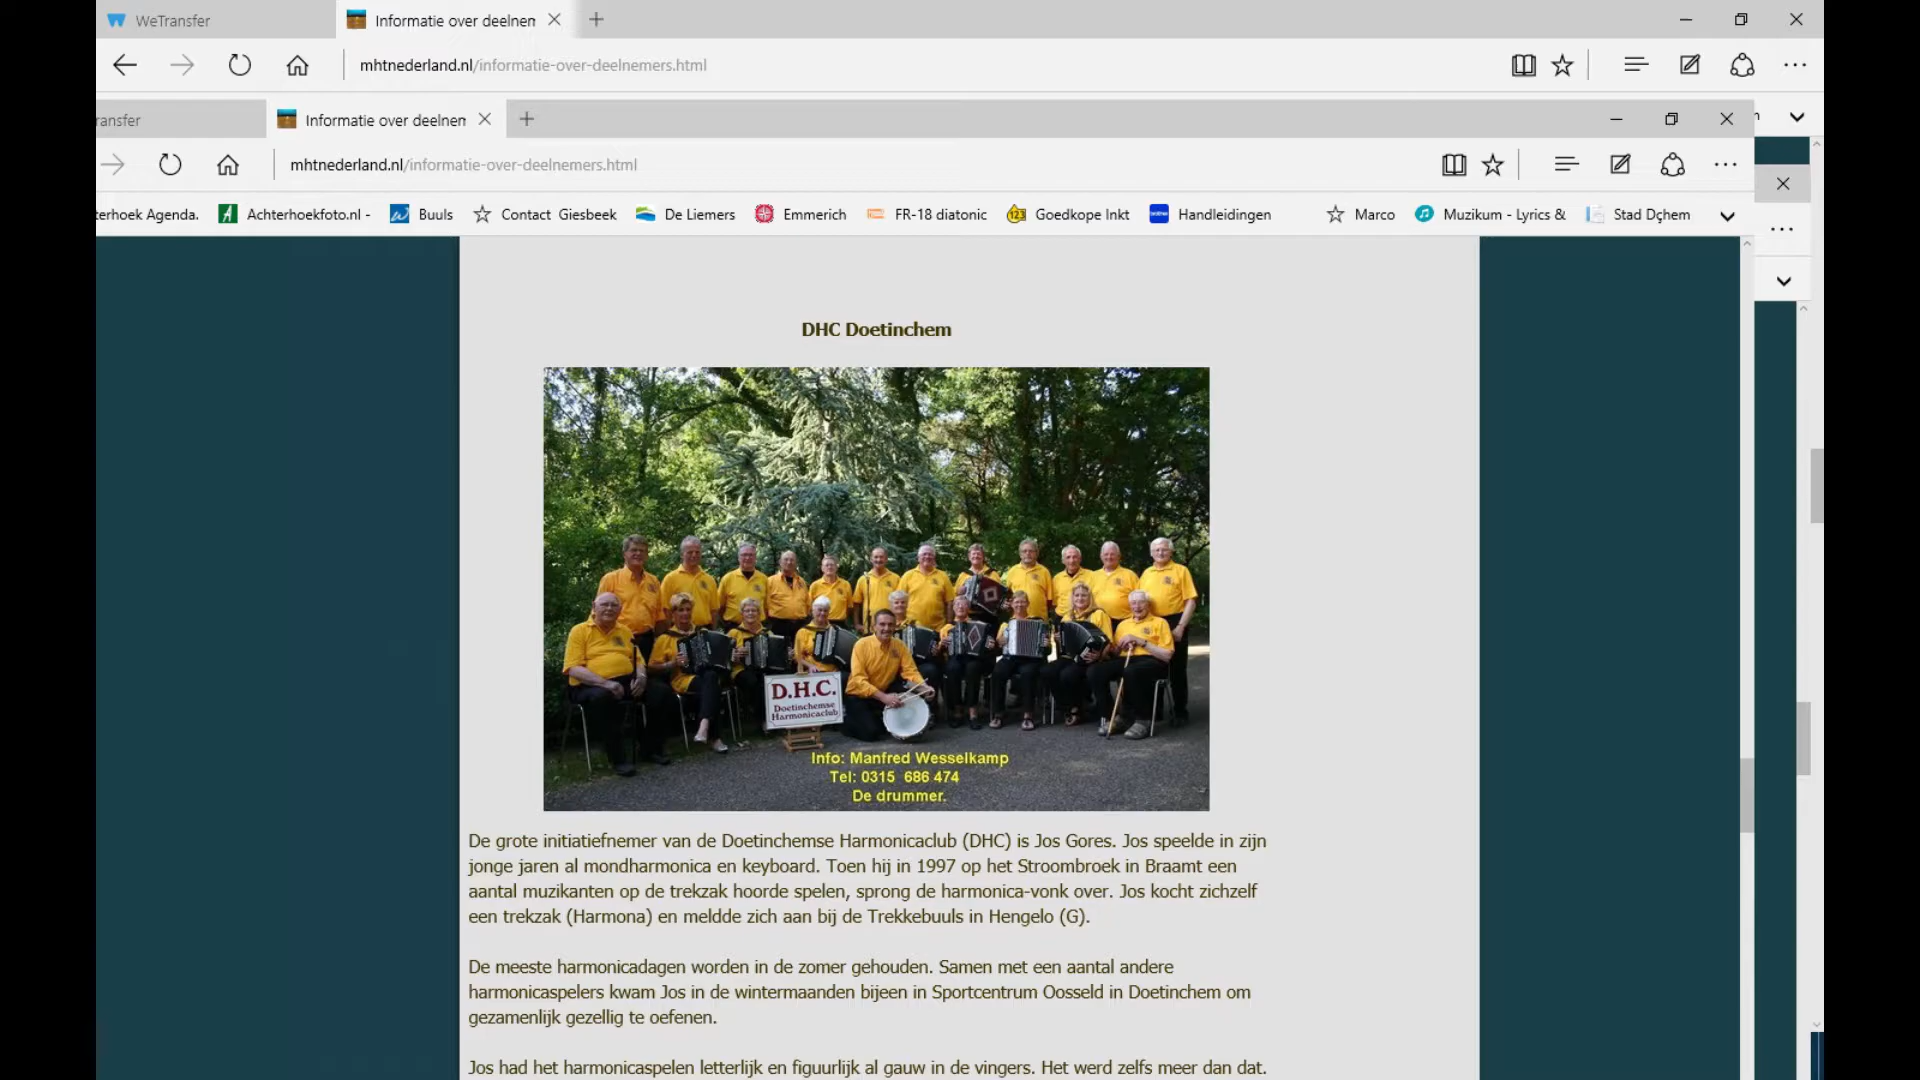 WeTransfer
Informatie over deelnen
mhtnederland.nl/informatie-over-deelnemers.html
ransfer
Informatie over deelnen
mhtnederland.nl/informatie-over-deelnemers.html
terhoek Agenda.
Achterhoekfoto.nl -
Buuls
Contact Giesbeek
De Liemers
Emmerich
FR-18 diatonic
Goedkope Inkt
Handleidingen
Marco
Muzikum - Lyrics &
Stad Dçhem
DHC Doetinchem
D.H.C.
Doetinchemse
Harmonicaclub
Info: Manfred Wesselkamp
Tel: 0315 686 474
De drummer.
De grote initiatiefnemer van de Doetinchemse Harmonicaclub (DHC) is Jos Gores. Jos speelde in zijn
jonge jaren al mondharmonica en keyboard. Toen hij in 1997 op het Stroombroek in Braamt een
aantal muzikanten op de trekzak hoorde spelen, sprong de harmonica-vonk over. Jos kocht zichzelf
een trekzak (Harmona) en meldde zich aan bij de Trekkebuuls in Hengelo (G).
De meeste harmonicadagen worden in de zomer gehouden. Samen met een aantal andere
harmonicaspelers kwam Jos in de wintermaanden bijeen in Sportcentrum Oosseld in Doetinchem om
gezamenlijk gezellig te oefenen.
Jos had het harmonicaspelen letterlijk en figuurlijk al gauw in de vingers. Het werd zelfs meer dan dat.